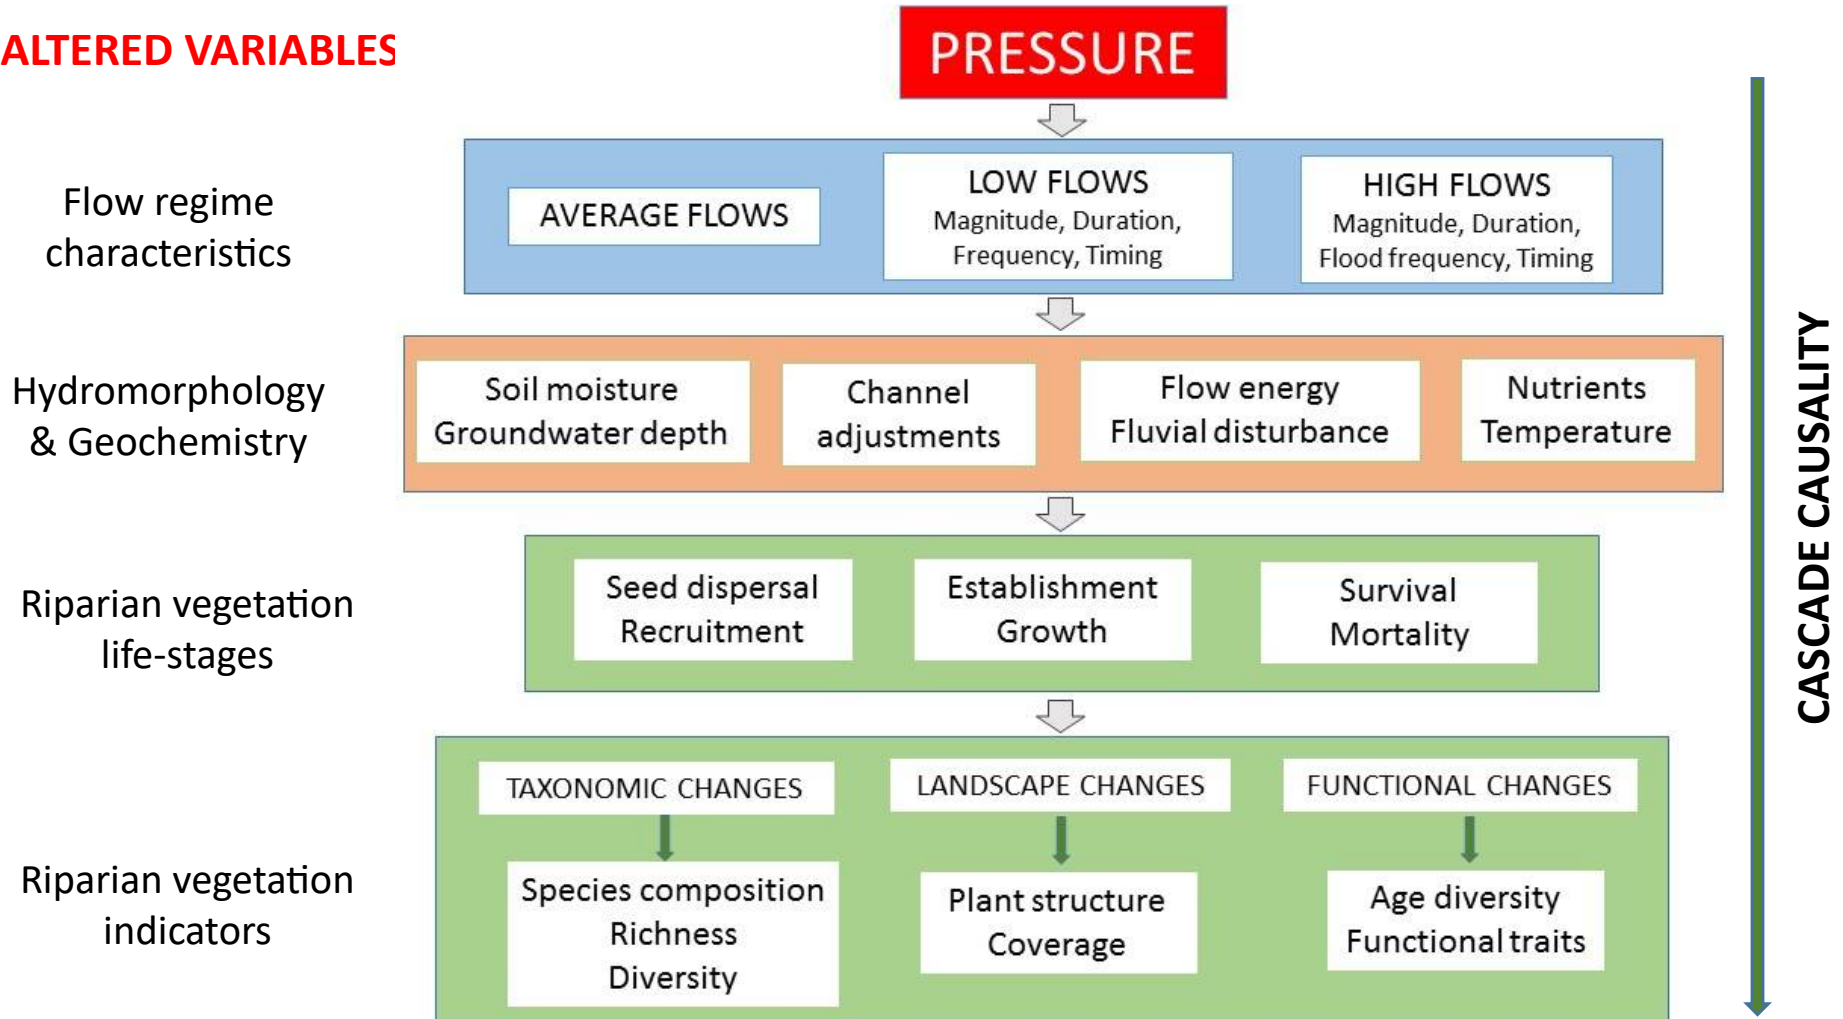 ALTERED VARIABLES
PRESSURE
Flow regime
characteristics
AVERAGE FLOWS
LOW FLOWS
Magnitude, Duration,
Frequency, Timing
HIGH FLOWS
Magnitude, Duration,
Flood frequency, Timing
Hydromorphology
& Geochemistry
Soil moisture
Groundwater depth
Channel
adjustments
Flow energy
Fluvial disturbance
Nutrients
Temperature
Riparian vegetation
life-stages
Seed dispersal
Recruitment
Establishment
Growth
Survival
Mortality
Riparian vegetation
indicators
TAXONOMIC CHANGES
Species composition
Richness
Diversity
LANDSCAPE CHANGES
Plant structure
Coverage
FUNCTIONAL CHANGES
Age diversity
Functional traits
CASCADE CAUSALITY